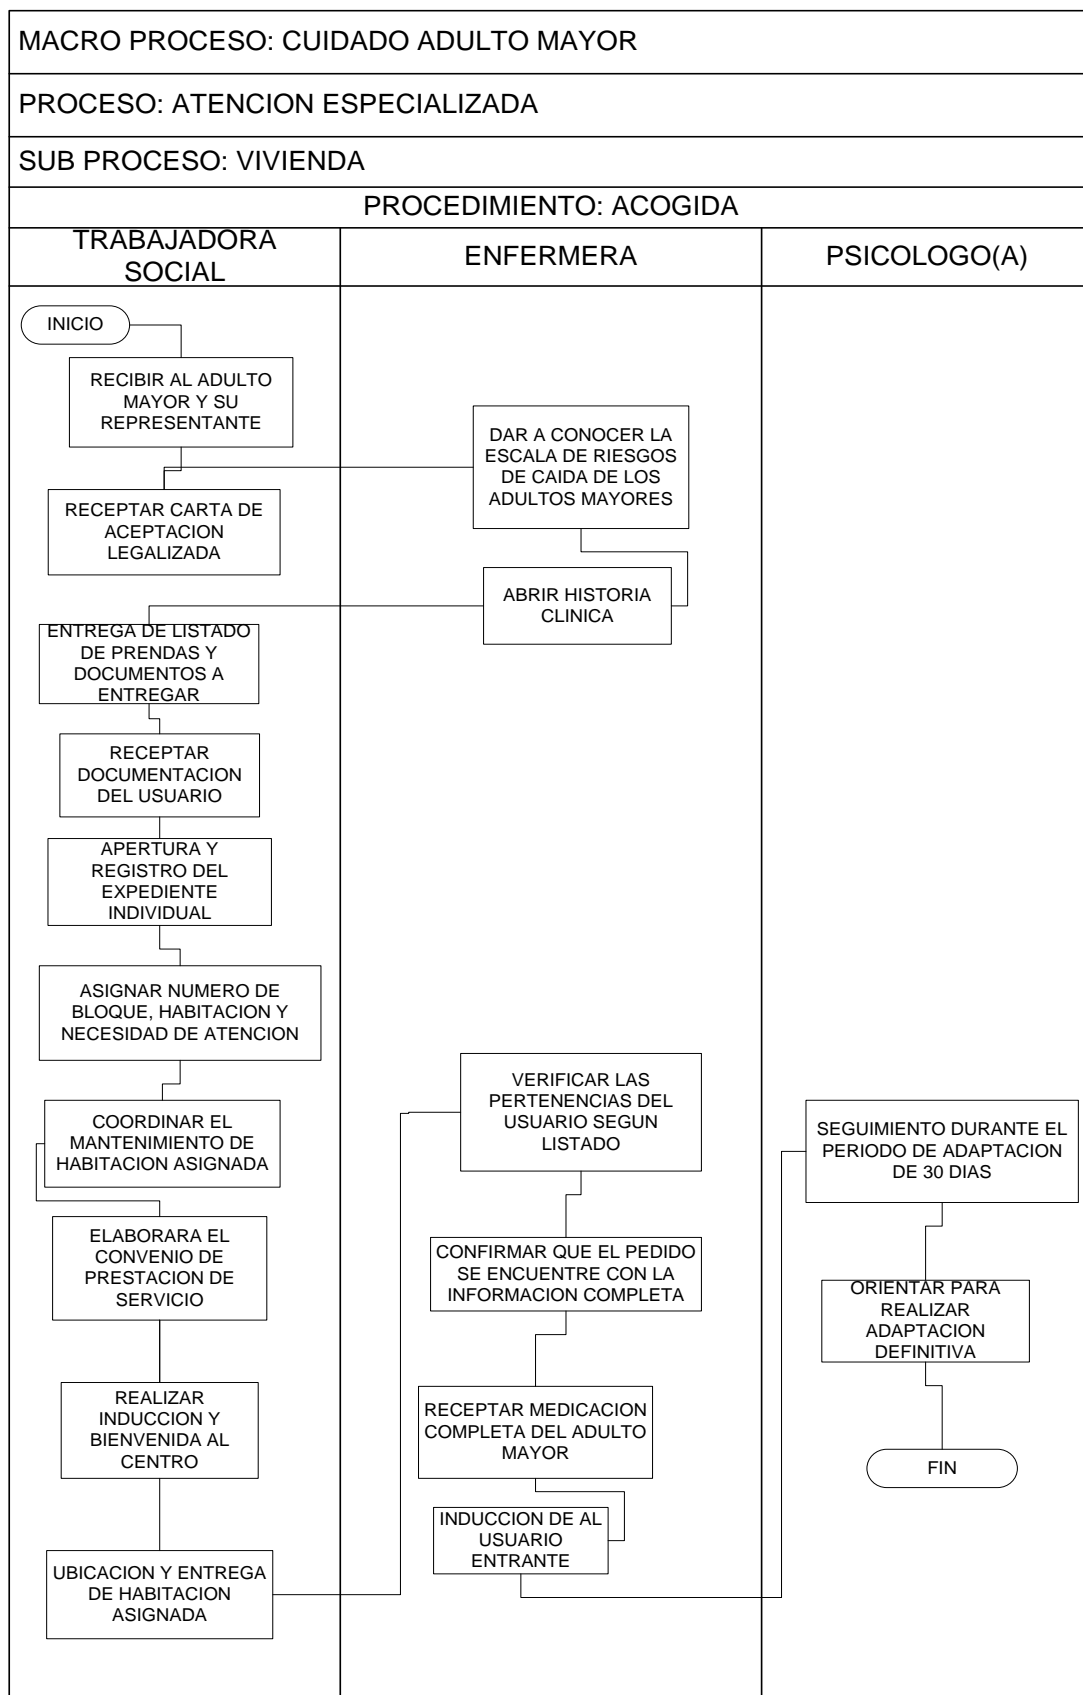 MACRO PROCESO: CUIDADO ADULTO MAYOR
PROCESO: ATENCION ESPECIALIZADA
SUB PROCESO: VIVIENDA
PROCEDIMIENTO: ACOGIDA
TRABAJADORA
SOCIAL
ENFERMERA
PSICOLOGO(A)
INICIO
RECIBIR AL ADULTO
MAYOR Y SU
REPRESENTANTE
RECEPTAR CARTA DE
ACEPTACION
LEGALIZADA
DAR A CONOCER LA
ESCALA DE RIESGOS
DE CAIDA DE LOS
ADULTOS MAYORES
ABRIR HISTORIA
CLINICA
ENTREGA DE LISTADO
DE PRENDAS Y
DOCUMENTOS A
ENTREGAR
RECEPTAR
DOCUMENTACION
DEL USUARIO
APERTURA Y
REGISTRO DEL
EXPEDIENTE
INDIVIDUAL
ASIGNAR NUMERO DE
BLOQUE, HABITACION Y
NECESIDAD DE ATENCION
COORDINAR EL
MANTENIMIENTO DE
HABITACION ASIGNADA
ELABORARA EL
CONVENIO DE
PRESTACION DE
SERVICIO
REALIZAR
INDUCCION Y
BIENVENIDA AL
CENTRO
UBICACION Y ENTREGA
DE HABITACION
ASIGNADA
VERIFICAR LAS
PERTENENCIAS DEL
USUARIO SEGUN
LISTADO
CONFIRMAR QUE EL PEDIDO
SE ENCUENTRE CON LA
INFORMACION COMPLETA
RECEPTAR MEDICACION
COMPLETA DEL ADULTO
MAYOR
INDUCCION DE AL
USUARIO
ENTRANTE
SEGUIMIENTO DURANTE EL
PERIODO DE ADAPTACION
DE 30 DIAS
ORIENTAR PARA
REALIZAR
ADAPTACION
DEFINITIVA
FIN